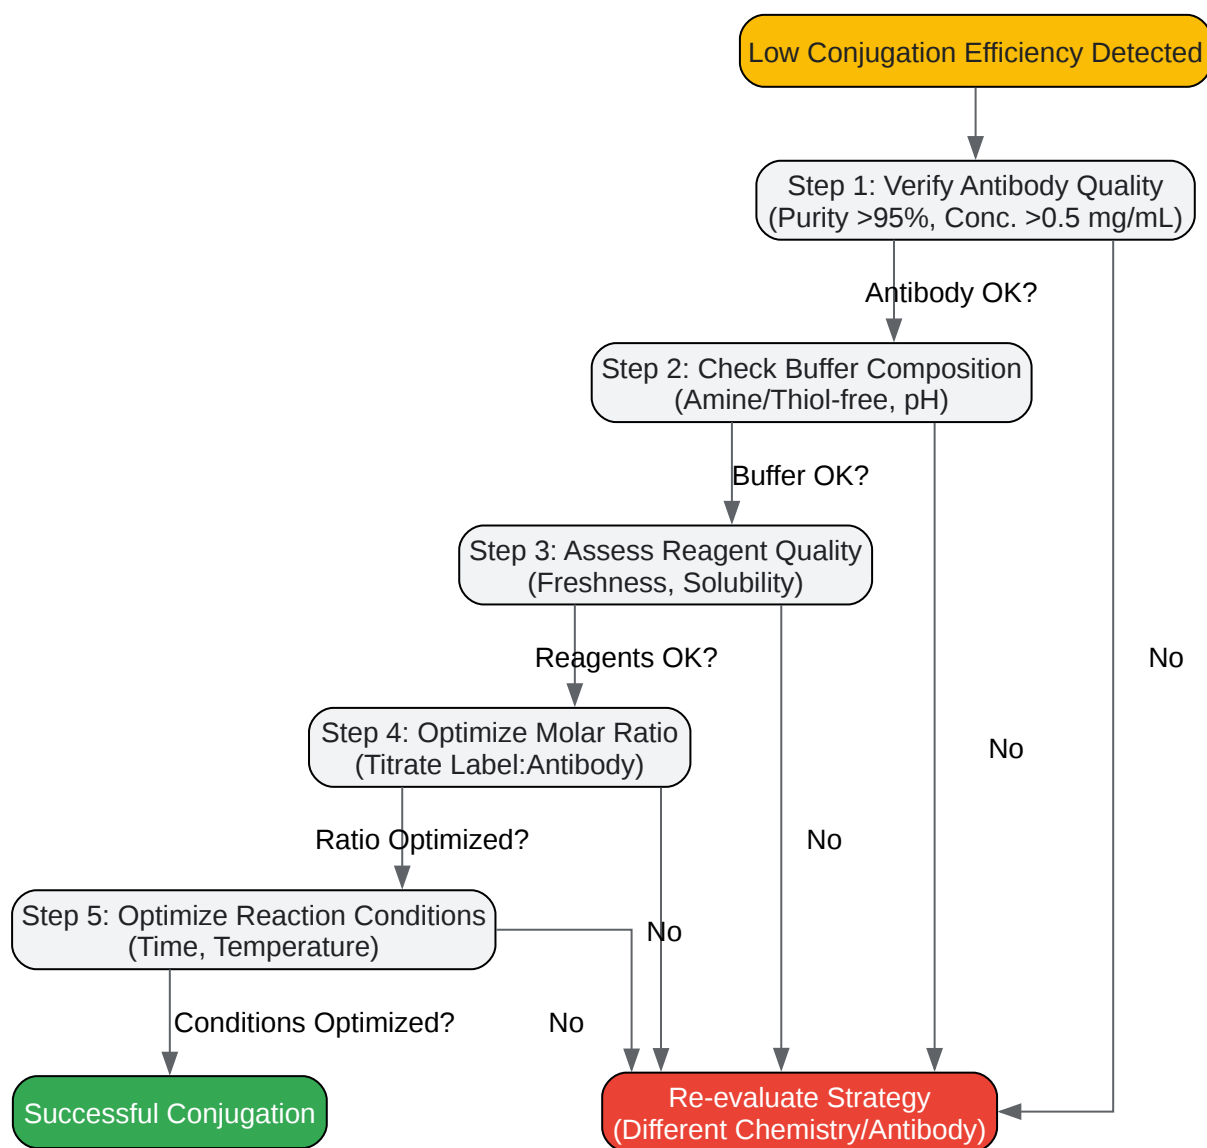 Low Conjugation Efficiency Detected
Step 1: Verify Antibody Quality
(Purity >95%, Conc. >0.5 mg/mL)
Antibody OK?
Step 2: Check Buffer Composition
(Amine/Thiol-free, pH)
Buffer OK?
Step 3: Assess Reagent Quality
(Freshness, Solubility)
Reagents OK?
No
Step 4: Optimize Molar Ratio
(Titrate Label:Antibody)
No
Ratio Optimized?
No
Step 5: Optimize Reaction Conditions
(Time, Temperature)
No
Conditions Optimized?
No
Successful Conjugation
Re-evaluate Strategy
(Different Chemistry/Antibody)